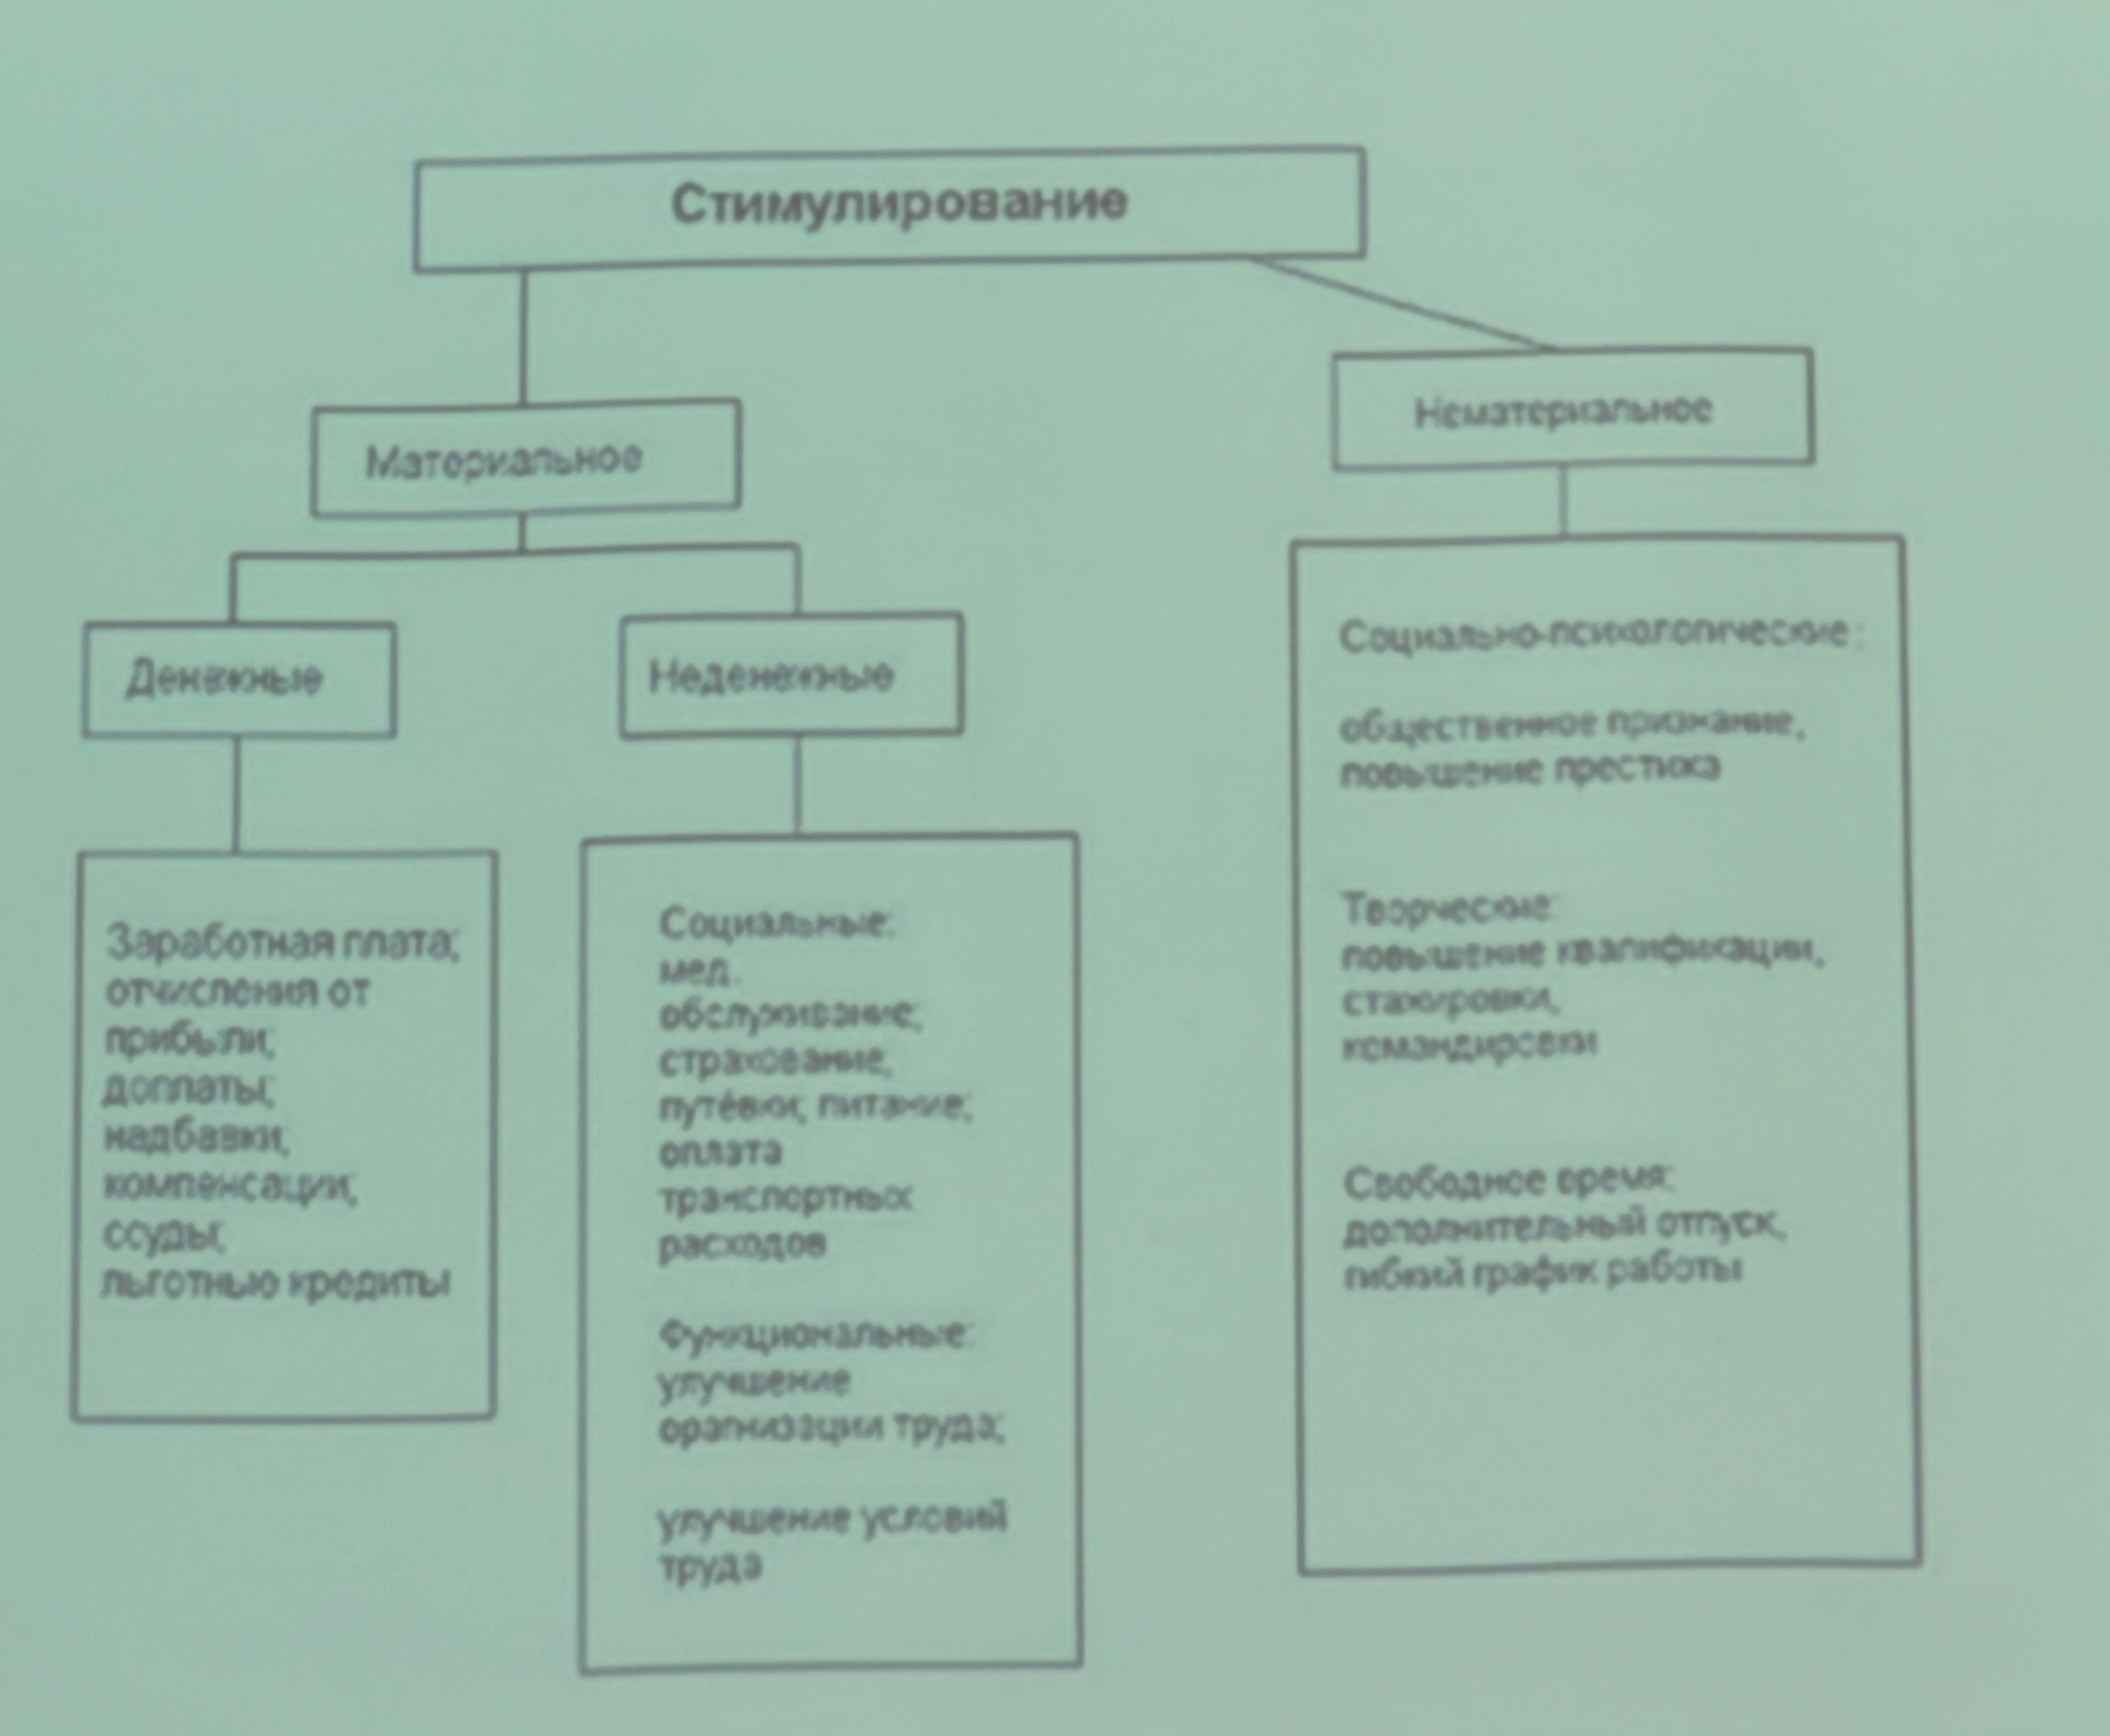 Стимулирование
Материальное
Нематериальное
Денежные
Неденежные
Заработная плата;
отчисления от
прибыли;
доплаты;
надбавки;
компенсации;
ссуды;
льготные кредиты
Социальные:
мед.
обслуживание;
страхование;
путёвки; питание;
оплата
транспортных
расходов
Функциональные:
улучшение
орагнизации труда;
улучшение условий
труда
Социально-психологические:
общественное признание,
повышение престижа
Творческие:
повышение квалификации,
стажировки,
командировки
Свободное время:
дополнительный отпуск,
гибкий график работы